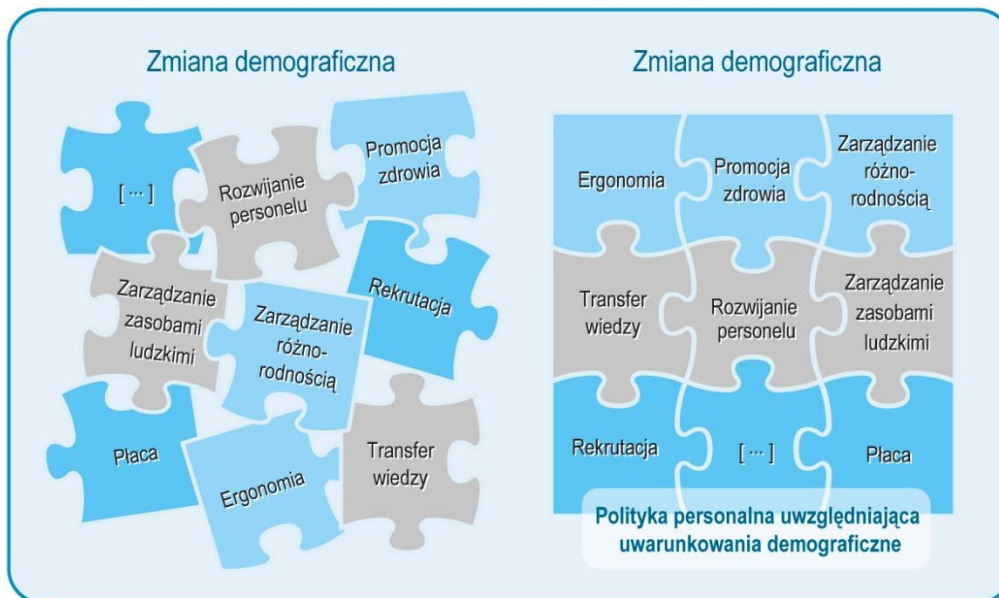 Zmiana demograficzna
[ ... ]
Rozwijanie
personelu
Promocja
zdrowia
Zarządzanie
zasobami
ludzkimi
Zarządzanie
różno-
rodnością
Rekrutacja
Płaca
Ergonomia
Transfer
wiedzy
Zmiana demograficzna
Ergonomia
Promocja
zdrowia
Zarządzanie
różno-
rodnością
Transfer
wiedzy
Rozwijanie
personelu
Zarządzanie
zasobami
ludzkimi
Rekrutacja
[ ... ]
Płaca
Polityka personalna uwzględniająca
uwarunkowania demograficzne